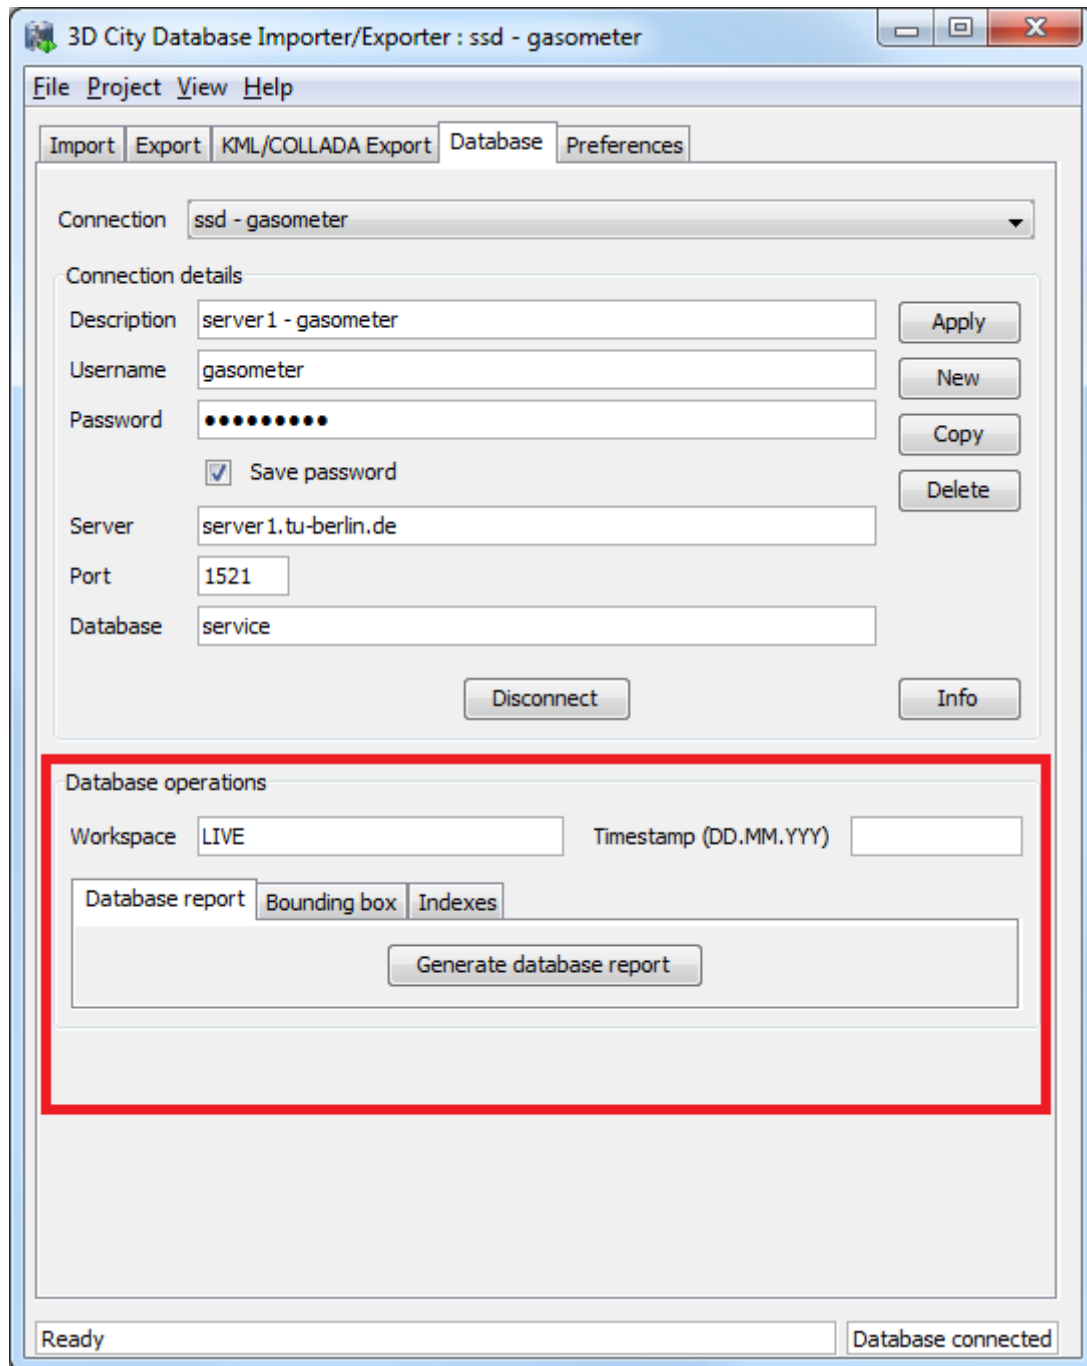 3D City Database Importer/Exporter : ssd - gasometer
File Project View Help
Import Export KML/COLLADA Export Database Preferences
Connection ssd - gasometer
Connection details
Description server1 - gasometer Apply
Username gasometer New
Password ●●●●●●●●● Copy
Save password Delete
Server server1.tu-berlin.de
Port 1521
Database service
Disconnect Info
Database operations
Workspace LIVE Timestamp (DD.MM.YYY)
Database report Bounding box Indexes
Generate database report
Ready Database connected